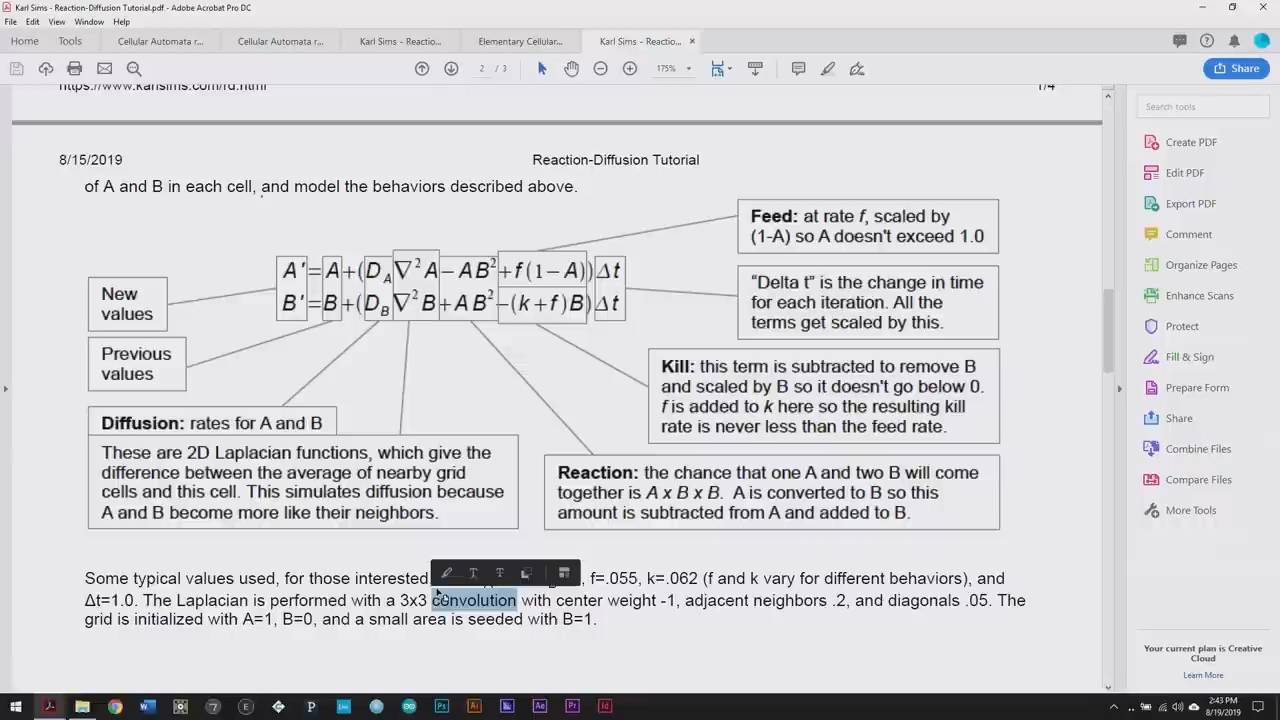 Karl Sims - Reaction-Diffusion Tutorial.pdf - Adobe Acrobat Pro DC
File Edit View Window Help
Home Tools Cellular Automata r... Cellular Automata r... Karl Sims - Reactio... Elementary Cellular... Karl Sims - Reactio... ×
2 / 3 175% Share
https://www.karlsims.com/rd.html 1/4
8/15/2019 Reaction-Diffusion Tutorial
of A and B in each cell, and model the behaviors described above.
Feed: at rate f, scaled by
(1-A) so A doesn't exceed 1.0
A'=A+(D_A∇²A−AB²+f(1−A))Δt
B'=B+(D_B∇²B+AB²−(k+f)B)Δt
New
values
"Delta t" is the change in time
for each iteration. All the
terms get scaled by this.
Previous
values
Kill: this term is subtracted to remove B
and scaled by B so it doesn't go below 0.
f is added to k here so the resulting kill
rate is never less than the feed rate.
Diffusion: rates for A and B
These are 2D Laplacian functions, which give the
difference between the average of nearby grid
cells and this cell. This simulates diffusion because
A and B become more like their neighbors.
Reaction: the chance that one A and two B will come
together is A x B x B. A is converted to B so this
amount is subtracted from A and added to B.
Some typical values used, for those interested f=.055, k=.062 (f and k vary for different behaviors), and
Δt=1.0. The Laplacian is performed with a 3x3 convolution with center weight -1, adjacent neighbors .2, and diagonals .05. The
grid is initialized with A=1, B=0, and a small area is seeded with B=1.
Search tools
Create PDF
Edit PDF
Export PDF
Comment
Organize Pages
Enhance Scans
Protect
Fill & Sign
Prepare Form
Share
Combine Files
Compare Files
More Tools
Your current plan is Creative
Cloud
Learn More
2:43 PM
8/19/2019